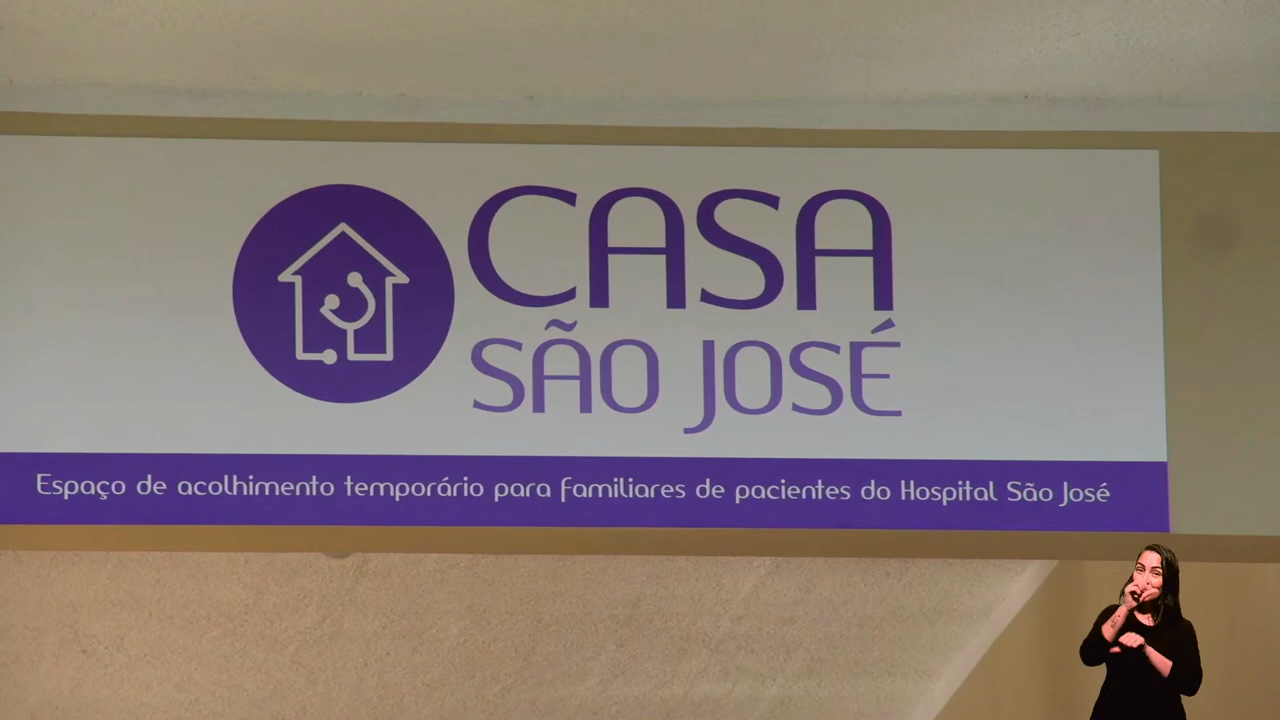 CASA
SÃO JOSÉ
Espaço de acolhimento temporário para familiares de pacientes do Hospital São José